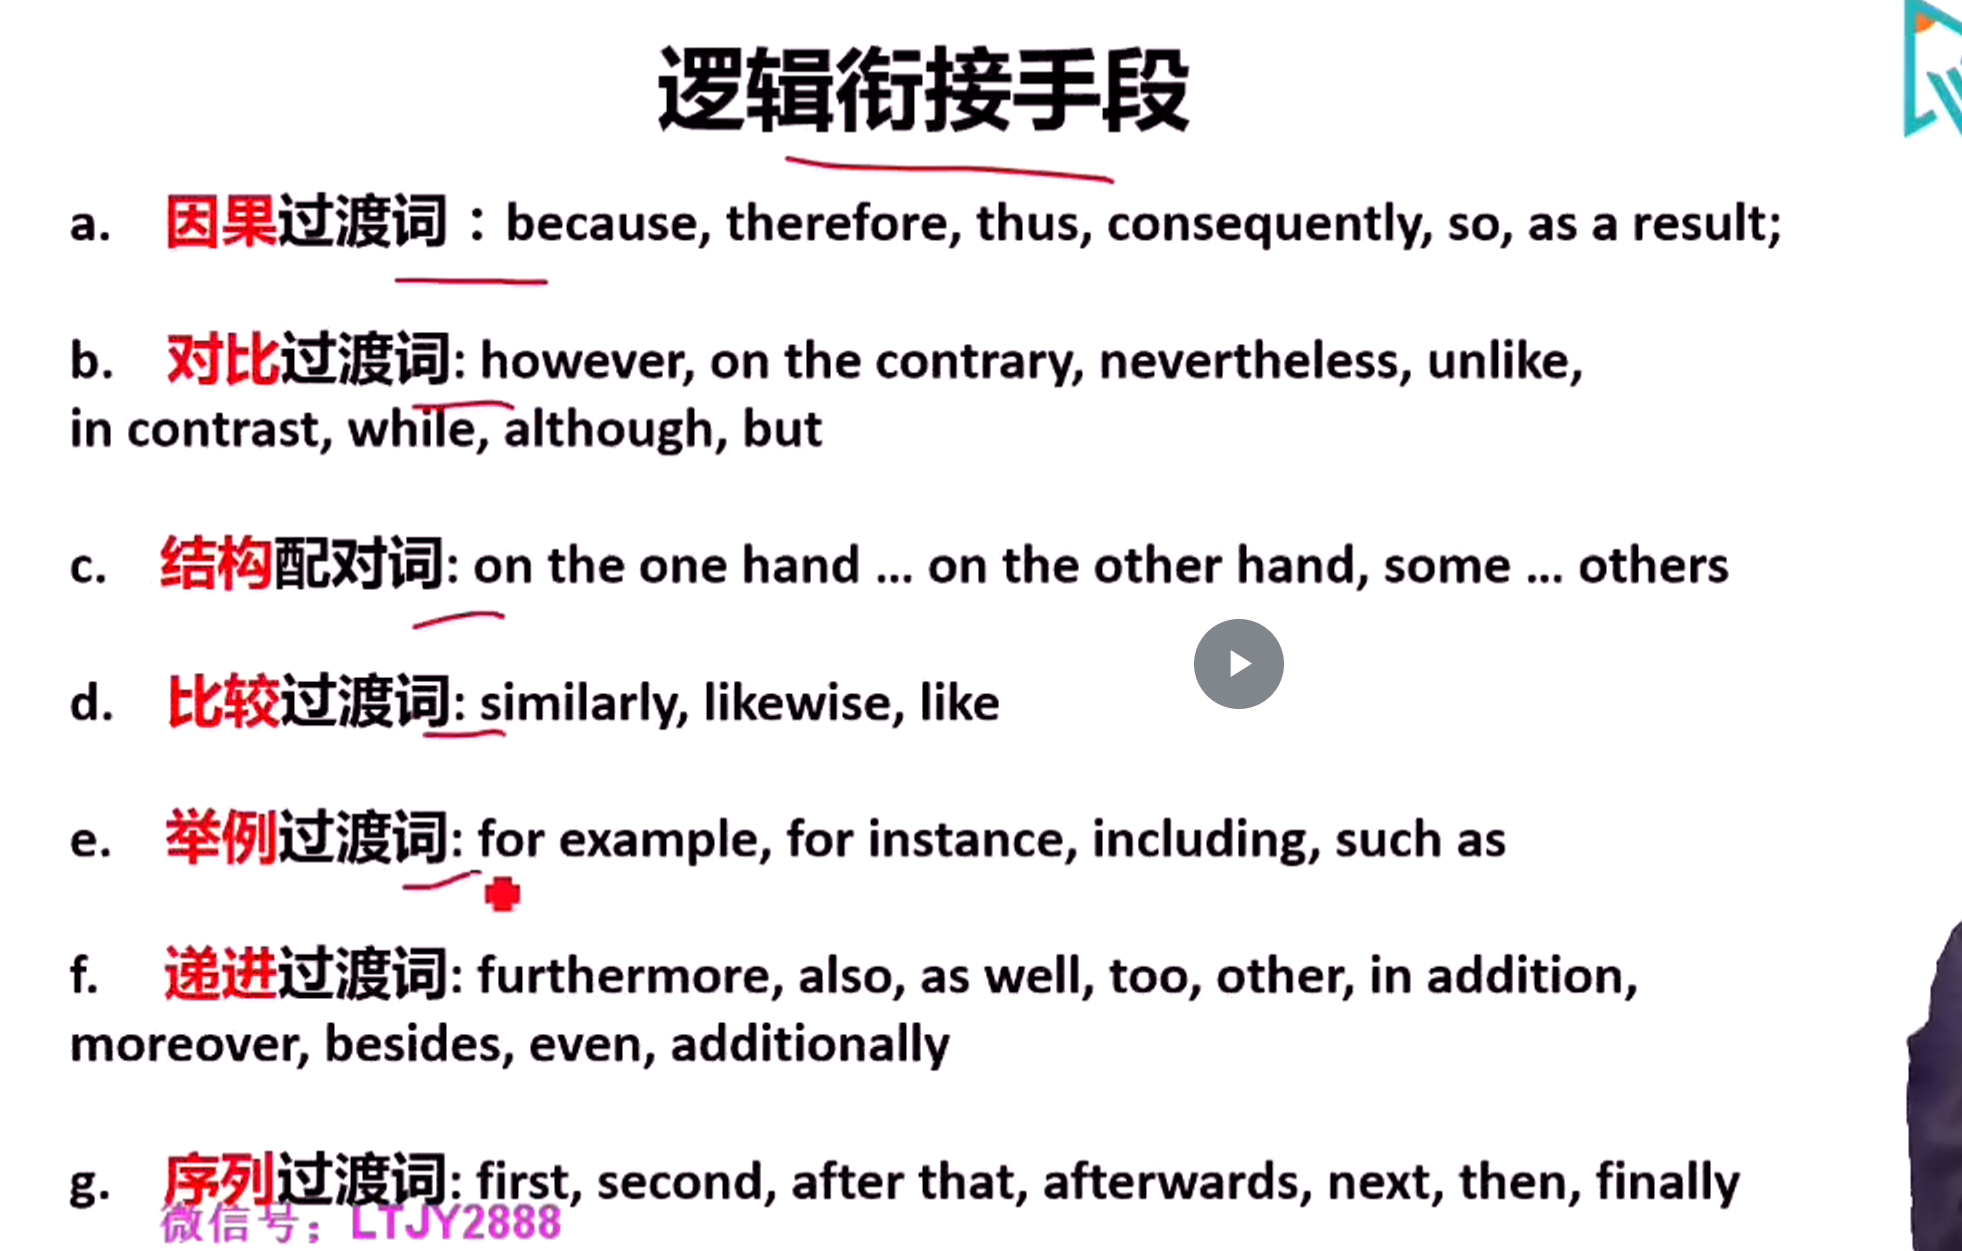 逻辑衔接手段
a. 因果过渡词：because, therefore, thus, consequently, so, as a result;
b. 对比过渡词: however, on the contrary, nevertheless, unlike,
in contrast, while, although, but
c. 结构配对词: on the one hand ... on the other hand, some ... others
d. 比较过渡词: similarly, likewise, like
e. 举例过渡词: for example, for instance, including, such as
f. 递进过渡词: furthermore, also, as well, too, other, in addition,
moreover, besides, even, additionally
g. 序列过渡词: first, second, after that, afterwards, next, then, finally
微信号；LTJY2888